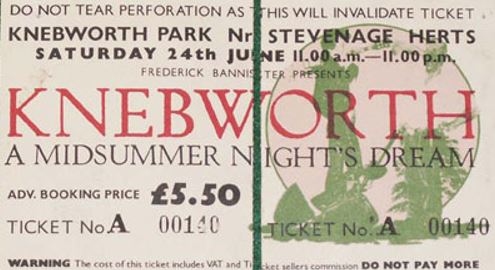 DO NOT TEAR PERFORATION AS THIS WILL INVALIDATE TICKET
KNEBWORTH PARK Nr STEVENAGE HERTS
SATURDAY 24th JUNE 11.00 a.m.—11.00 p.m.
FREDERICK BANNISTER PRESENTS
KNEBWORTH
A MIDSUMMER NIGHT'S DREAM
ADV. BOOKING PRICE £5.50
TICKET No. A 00140 TICKET No. A 00140
WARNING The cost of this ticket includes VAT and Ticket sellers commission DO NOT PAY MORE